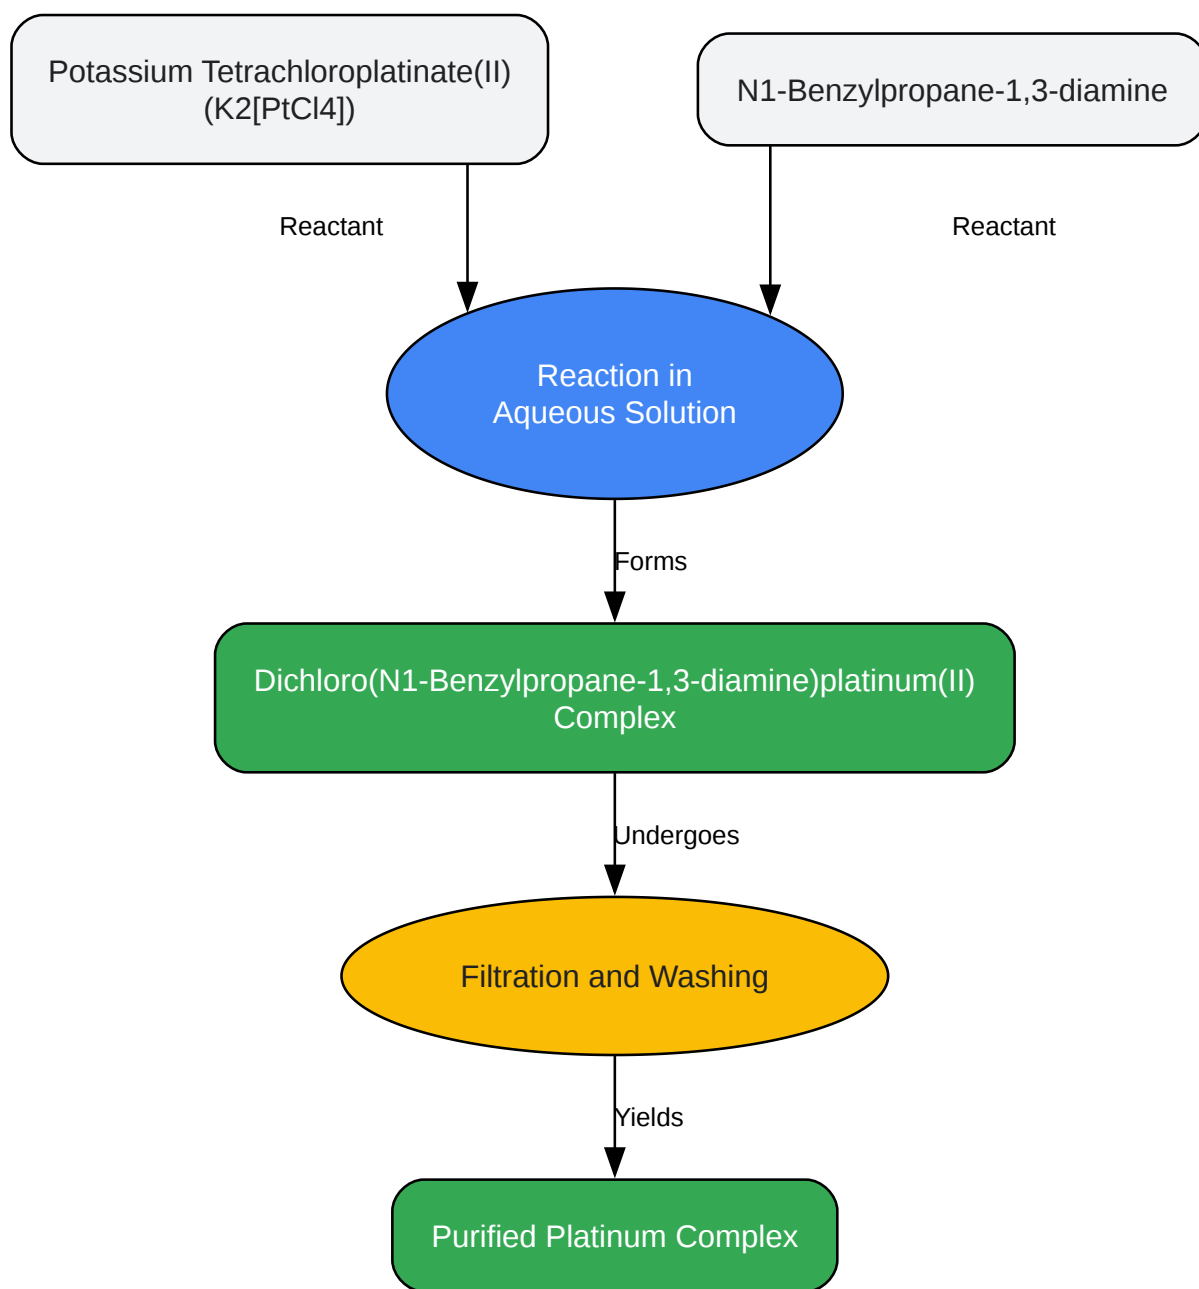 Potassium Tetrachloroplatinate(II)
(K2[PtCl4])
N1-Benzylpropane-1,3-diamine
Reactant
Reactant
Reaction in
Aqueous Solution
Forms
Dichloro(N1-Benzylpropane-1,3-diamine)platinum(II)
Complex
Undergoes
Filtration and Washing
Yields
Purified Platinum Complex